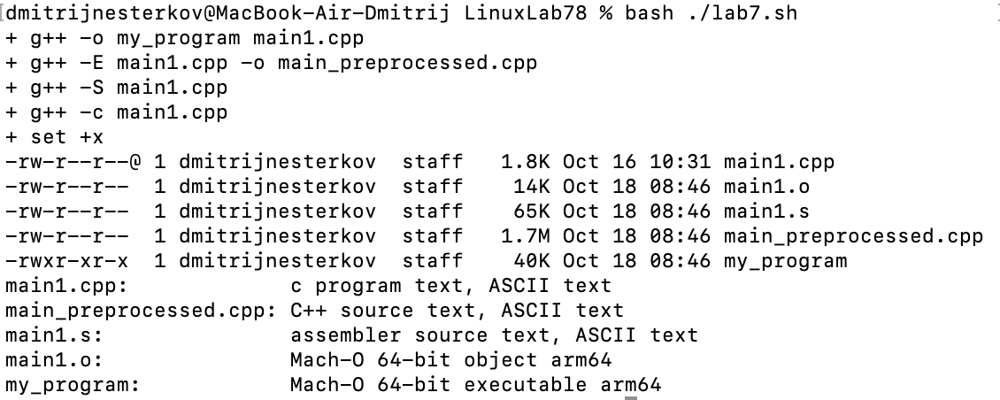 [dmitrijnesterkov@MacBook-Air-Dmitrij LinuxLab78 % bash ./lab7.sh
+ g++ -o my_program main1.cpp
+ g++ -E main1.cpp -o main_preprocessed.cpp
+ g++ -S main1.cpp
+ g++ -c main1.cpp
+ set +x
-rw-r--r--@ 1 dmitrijnesterkov  staff   1.8K Oct 16 10:31 main1.cpp
-rw-r--r--  1 dmitrijnesterkov  staff    14K Oct 18 08:46 main1.o
-rw-r--r--  1 dmitrijnesterkov  staff    65K Oct 18 08:46 main1.s
-rw-r--r--  1 dmitrijnesterkov  staff   1.7M Oct 18 08:46 main_preprocessed.cpp
-rwxr-xr-x  1 dmitrijnesterkov  staff    40K Oct 18 08:46 my_program
main1.cpp:             c program text, ASCII text
main_preprocessed.cpp: C++ source text, ASCII text
main1.s:               assembler source text, ASCII text
main1.o:               Mach-O 64-bit object arm64
my_program:            Mach-O 64-bit executable arm64